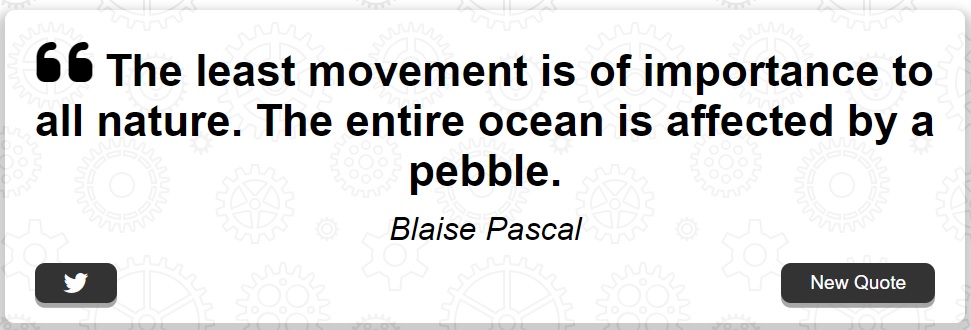 “ The least movement is of importance to
all nature. The entire ocean is affected by a
pebble.
Blaise Pascal
New Quote